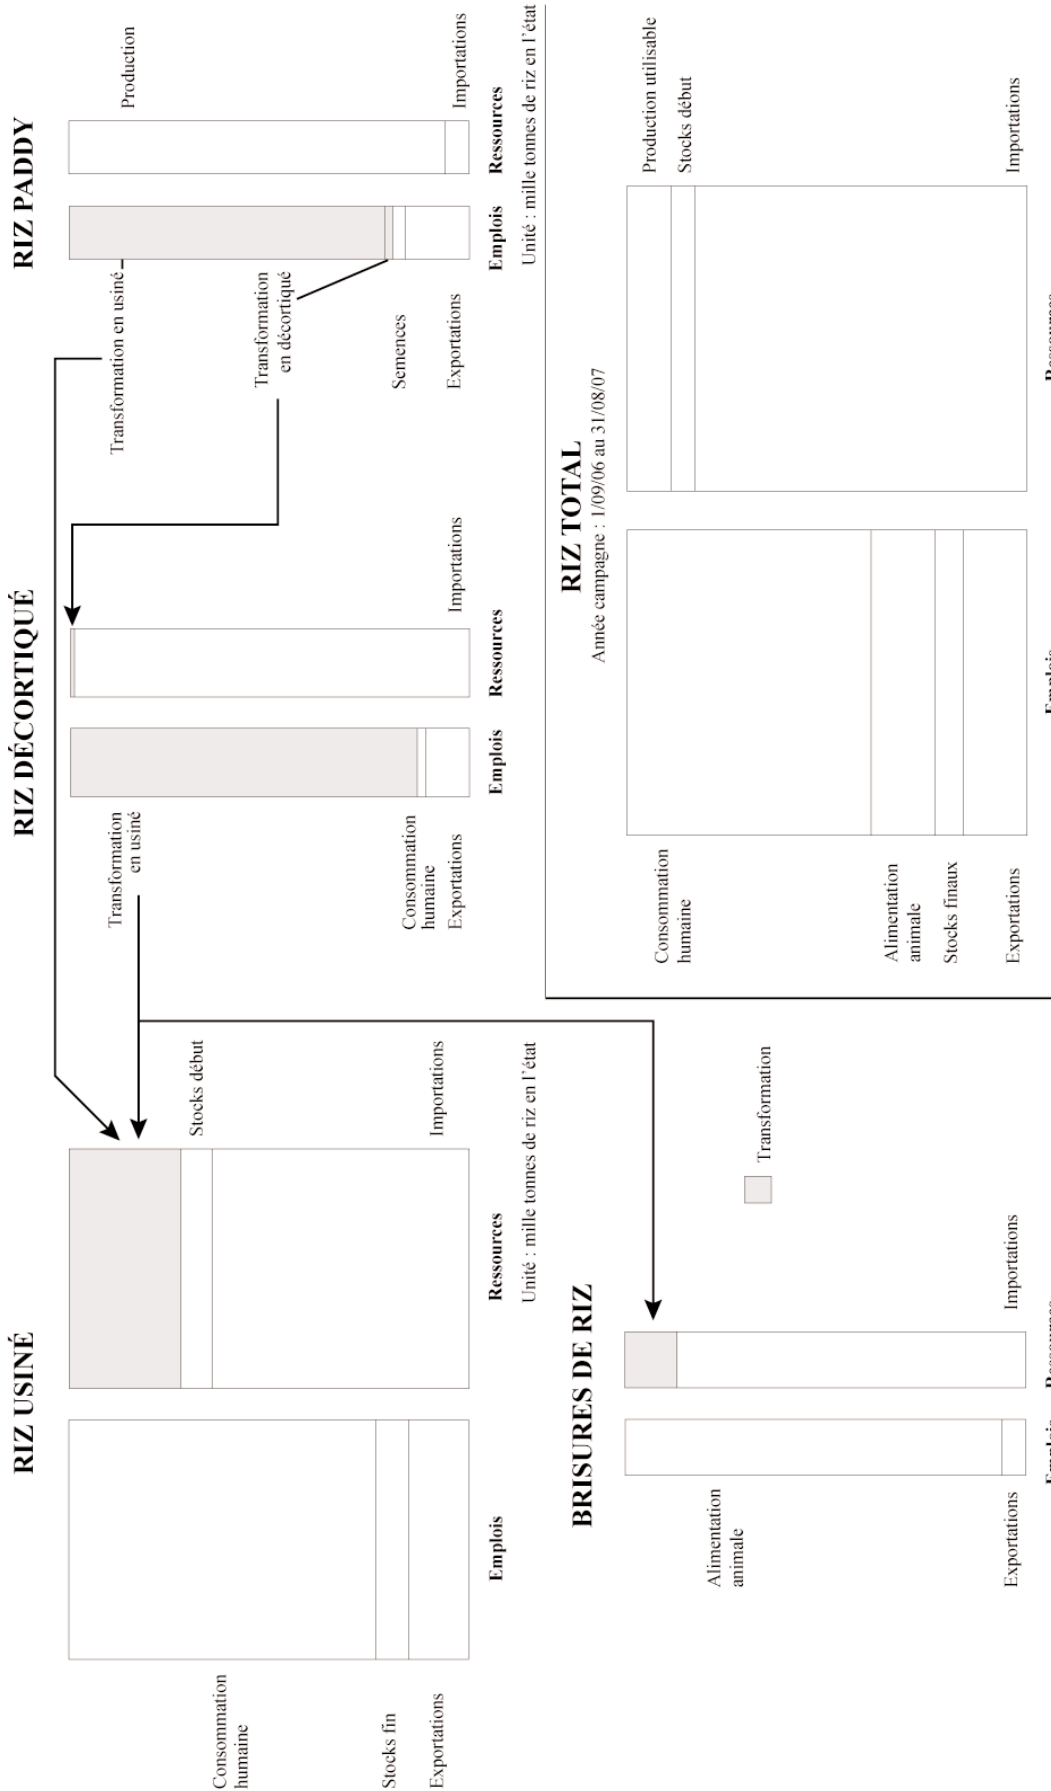 RIZ USINÉ
Consommation
humaine
Stocks fin
Exportations
Emplois
Stocks début
Importations
Ressources
Unité : mille tonnes de riz en l'état
RIZ DÉCORTIQUÉ
Transformation
en usiné
Consommation
humaine
Exportations
Emplois
Importations
Ressources
RIZ PADDY
Transformation en usiné
Transformation
en décortiqué
Semences
Exportations
Emplois
Production
Importations
Ressources
Unité : mille tonnes de riz en l'état
BRISURES DE RIZ
Alimentation
animale
Exportations
Emplois
Importations
Ressources
Transformation
RIZ TOTAL
Année campagne : 1/09/06 au 31/08/07
Consommation
humaine
Alimentation
animale
Stocks finaux
Exportations
Emplois
Production utilisable
Stocks début
Importations
Ressources